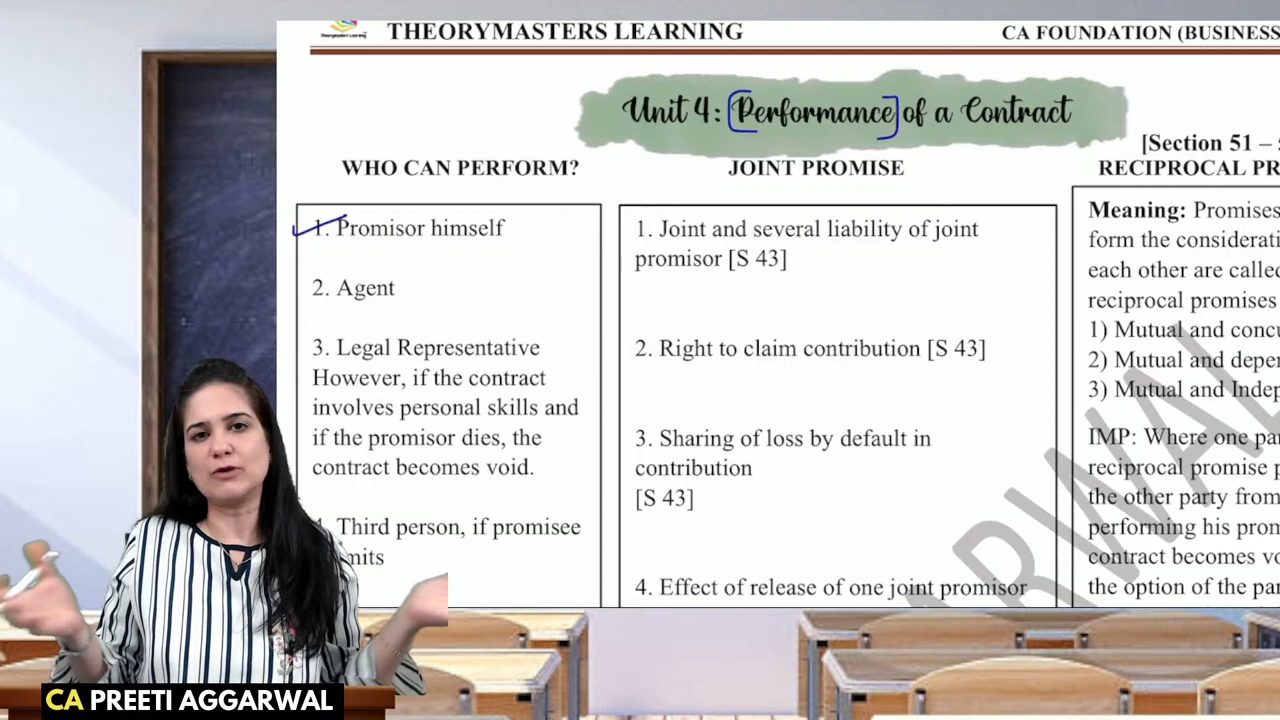 THEORYMASTERS LEARNING
CA FOUNDATION (BUSINESS
Unit 4: Performance of a Contract
[Section 51 –
WHO CAN PERFORM?
1. Promisor himself
2. Agent
3. Legal Representative
However, if the contract
involves personal skills and
if the promisor dies, the
contract becomes void.
Third person, if promisee
mits
JOINT PROMISE
1. Joint and several liability of joint
promisor [S 43]
2. Right to claim contribution [S 43]
3. Sharing of loss by default in
contribution
[S 43]
4. Effect of release of one joint promisor
RECIPROCAL PR
Meaning: Promises
form the considerati
each other are called
reciprocal promises
1) Mutual and concu
2) Mutual and deper
3) Mutual and Indep
IMP: Where one par
reciprocal promise p
the other party from
performing his prom
contract becomes vo
the option of the par
ARWAL
CA PREETI AGGARWAL